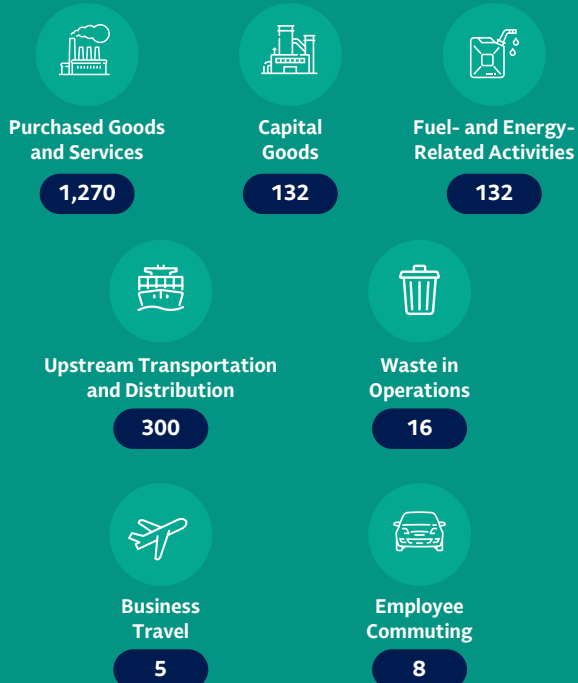 Purchased Goods
and Services
1,270
Capital
Goods
132
Fuel- and Energy-
Related Activities
132
Upstream Transportation
and Distribution
300
Waste in
Operations
16
Business
Travel
5
Employee
Commuting
8